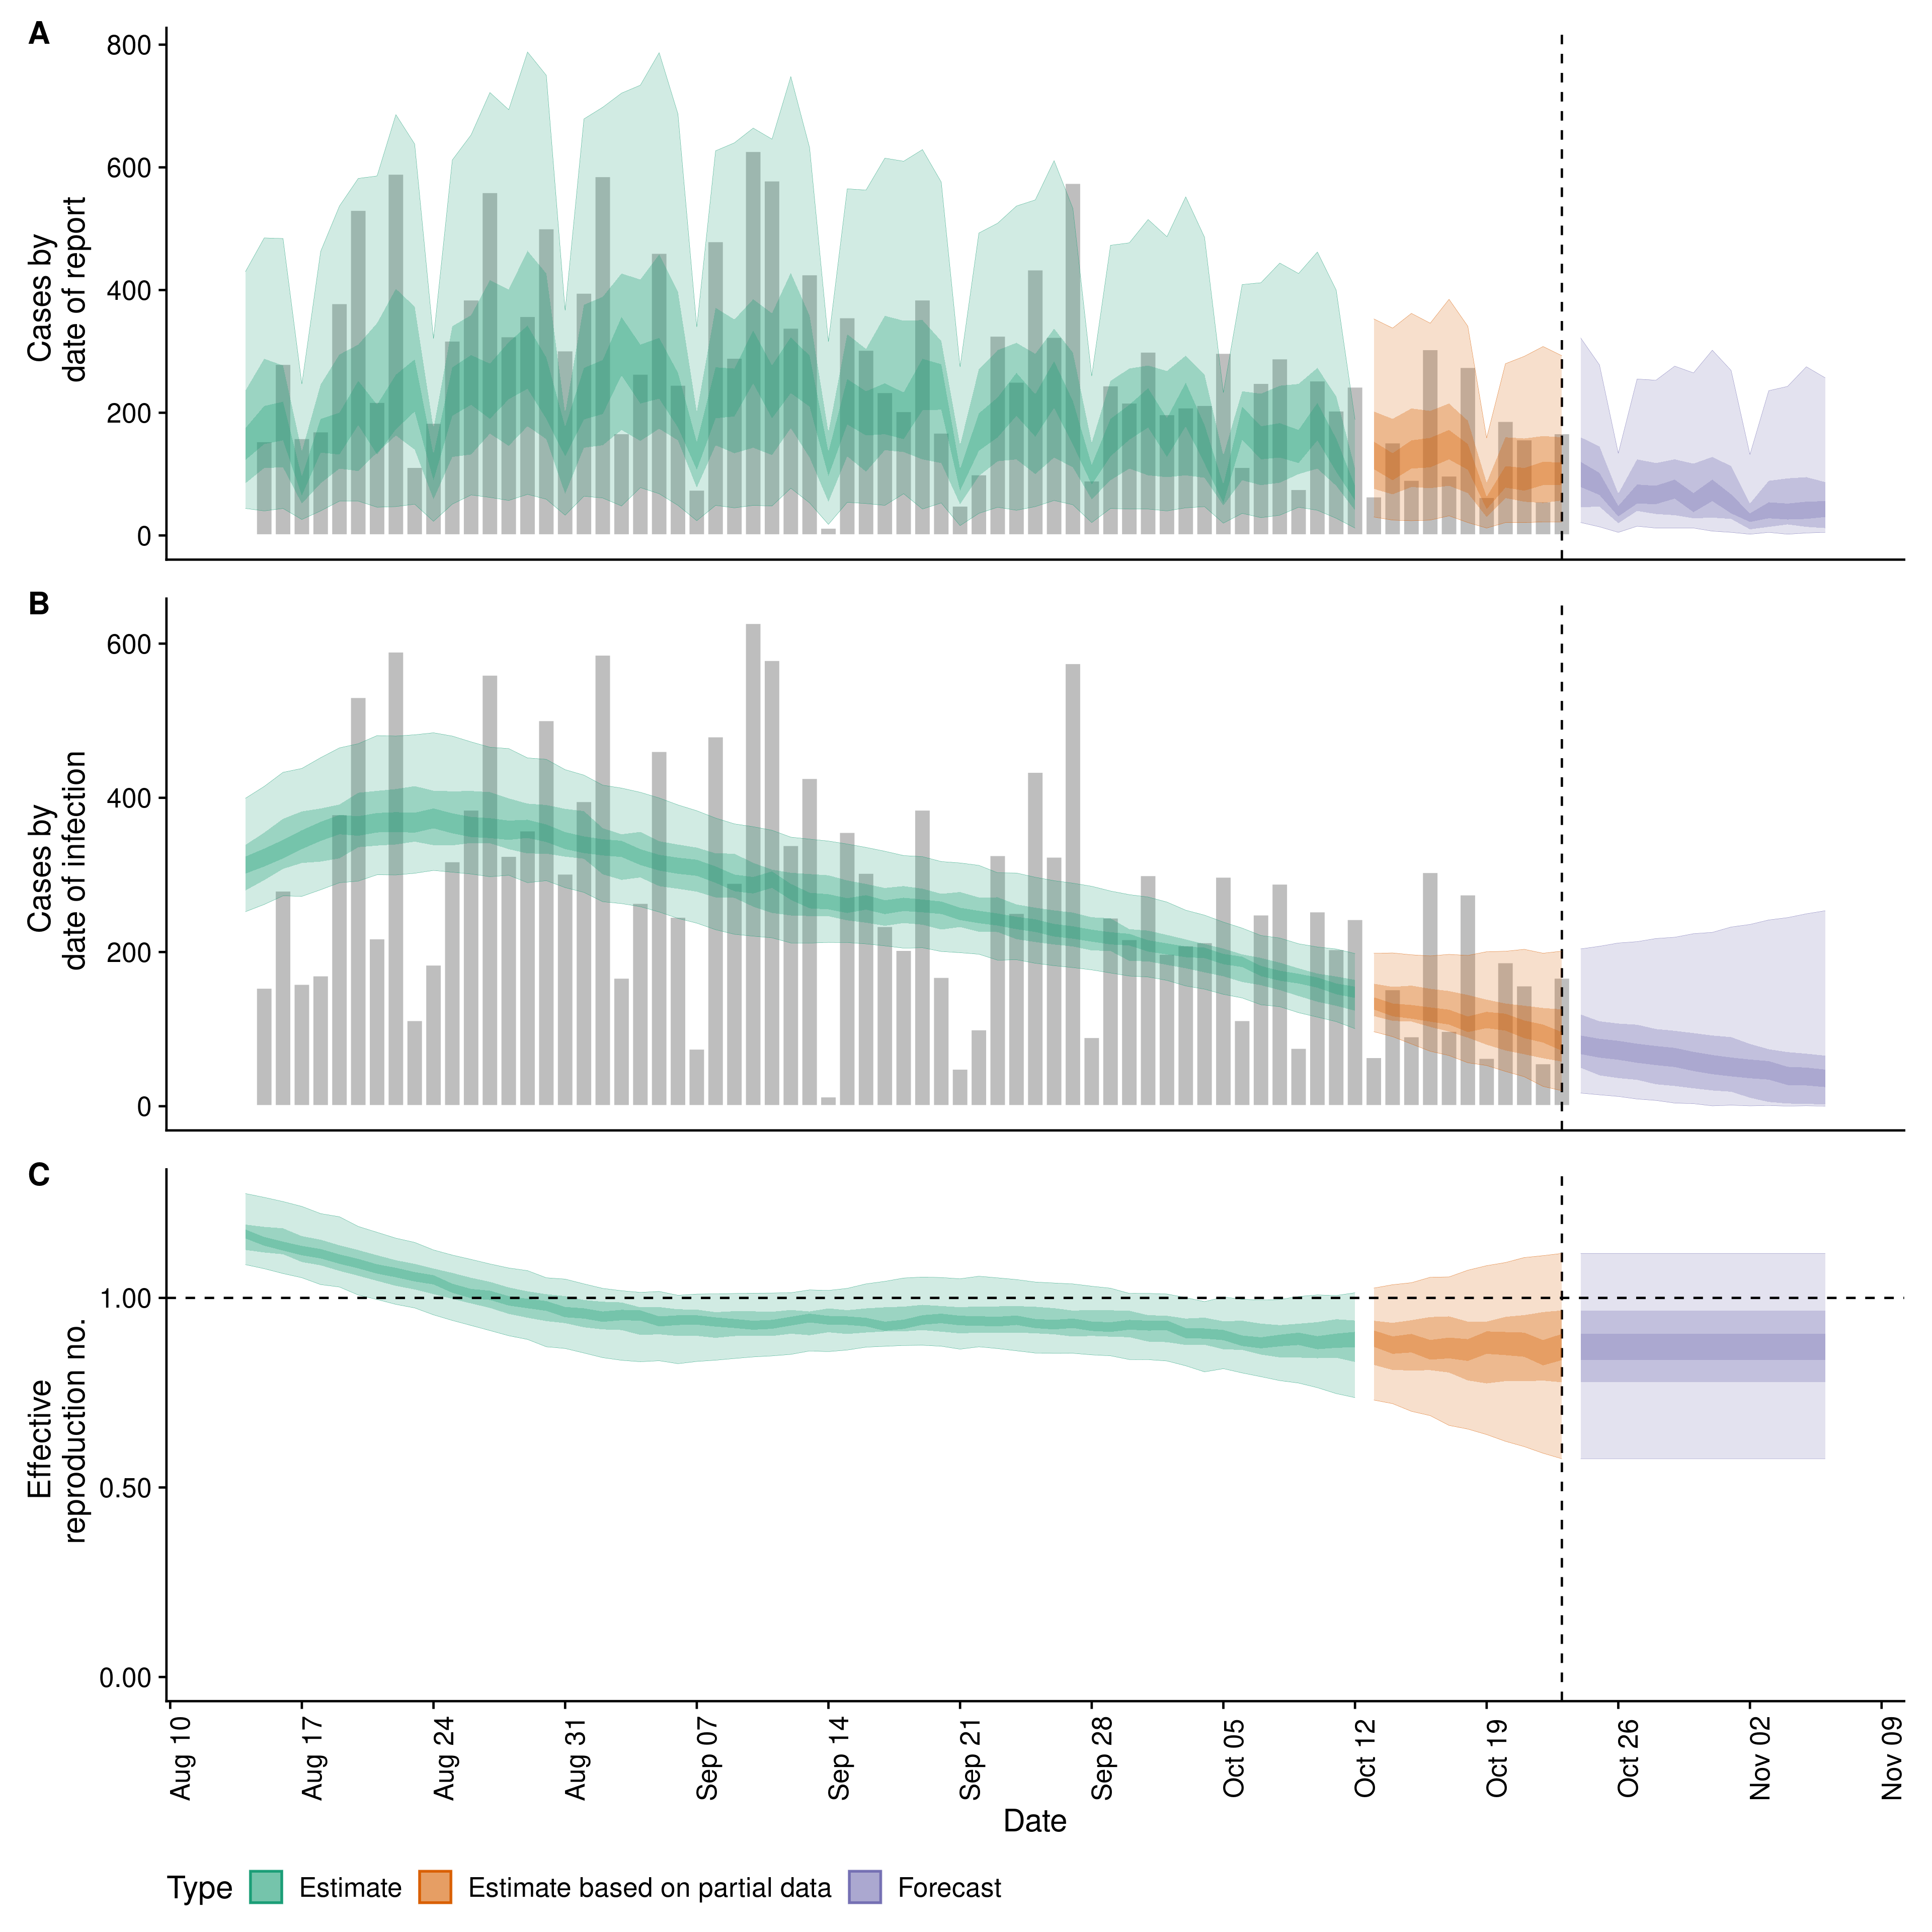 A
800
600
400
200
0
Cases by
date of report
B
600
400
200
0
Cases by
date of infection
C
1.00
0.50
0.00
Effective
reproduction no.
Aug 10
Aug 17
Aug 24
Aug 31
Sep 07
Sep 14
Sep 21
Sep 28
Oct 05
Oct 12
Oct 19
Oct 26
Nov 02
Nov 09
Date
Type Estimate Estimate based on partial data Forecast